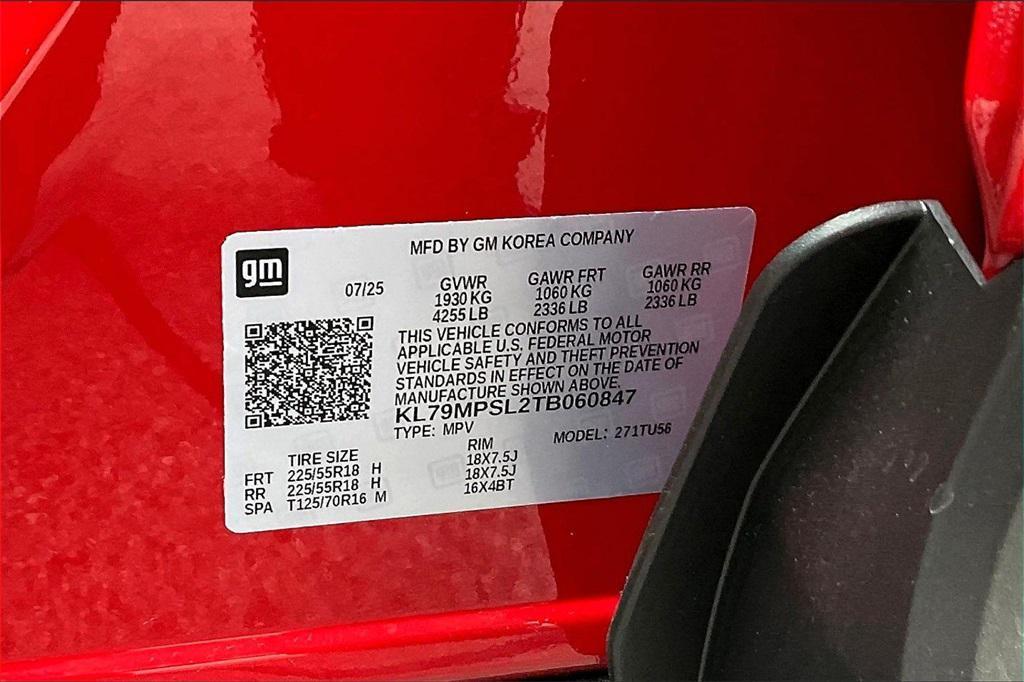 MFD BY GM KOREA COMPANY
gm
07/25
GVWR GAWR FRT GAWR RR
1930 KG 1060 KG 1060 KG
4255 LB 2336 LB 2336 LB
THIS VEHICLE CONFORMS TO ALL
APPLICABLE U.S. FEDERAL MOTOR
VEHICLE SAFETY AND THEFT PREVENTION
STANDARDS IN EFFECT ON THE DATE OF
MANUFACTURE SHOWN ABOVE.
KL79MPSL2TB060847
TYPE: MPV MODEL: 271TU56
TIRE SIZE RIM
FRT 225/55R18 H 18X7.5J
RR 225/55R18 H 18X7.5J
SPA T125/70R16 M 16X4BT